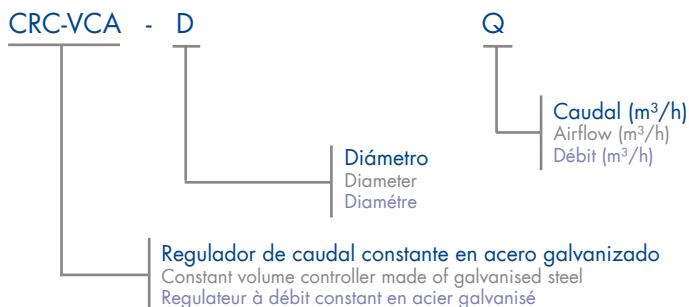 CRC-VCA - D Q
Caudal (m³/h)
Airflow (m³/h)
Débit (m³/h)
Diámetro
Diameter
Diamétre
Regulador de caudal constante en acero galvanizado
Constant volume controller made of galvanised steel
Regulateur à débit constant en acier galvanisé